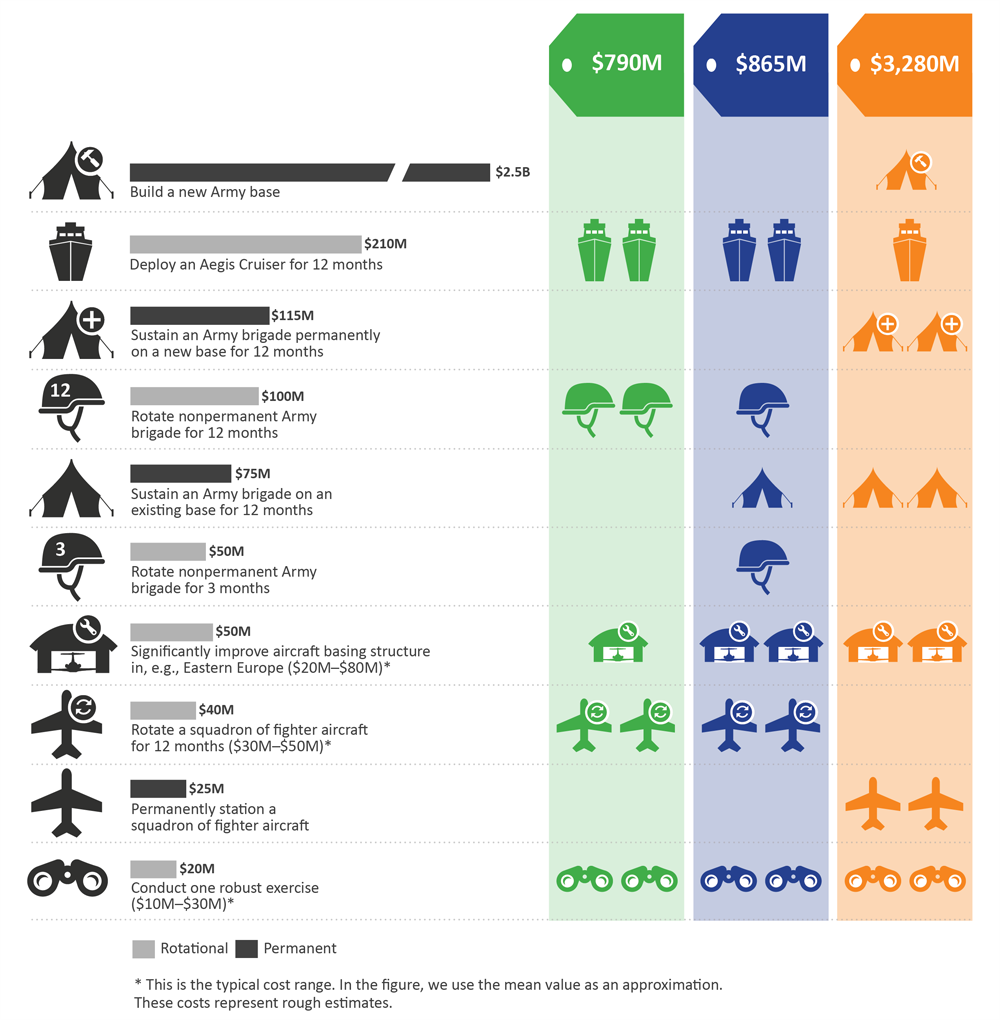 $790M
$865M
$3,280M
$2.5B
Build a new Army base
$210M
Deploy an Aegis Cruiser for 12 months
$115M
Sustain an Army brigade permanently
on a new base for 12 months
12
$100M
Rotate nonpermanent Army
brigade for 12 months
$75M
Sustain an Army brigade on an
existing base for 12 months
3
$50M
Rotate nonpermanent Army
brigade for 3 months
$50M
Significantly improve aircraft basing structure
in, e.g., Eastern Europe ($20M–$80M)*
$40M
Rotate a squadron of fighter aircraft
for 12 months ($30M–$50M)*
$25M
Permanently station a
squadron of fighter aircraft
$20M
Conduct one robust exercise
($10M–$30M)*
Rotational
Permanent
* This is the typical cost range. In the figure, we use the mean value as an approximation.
These costs represent rough estimates.